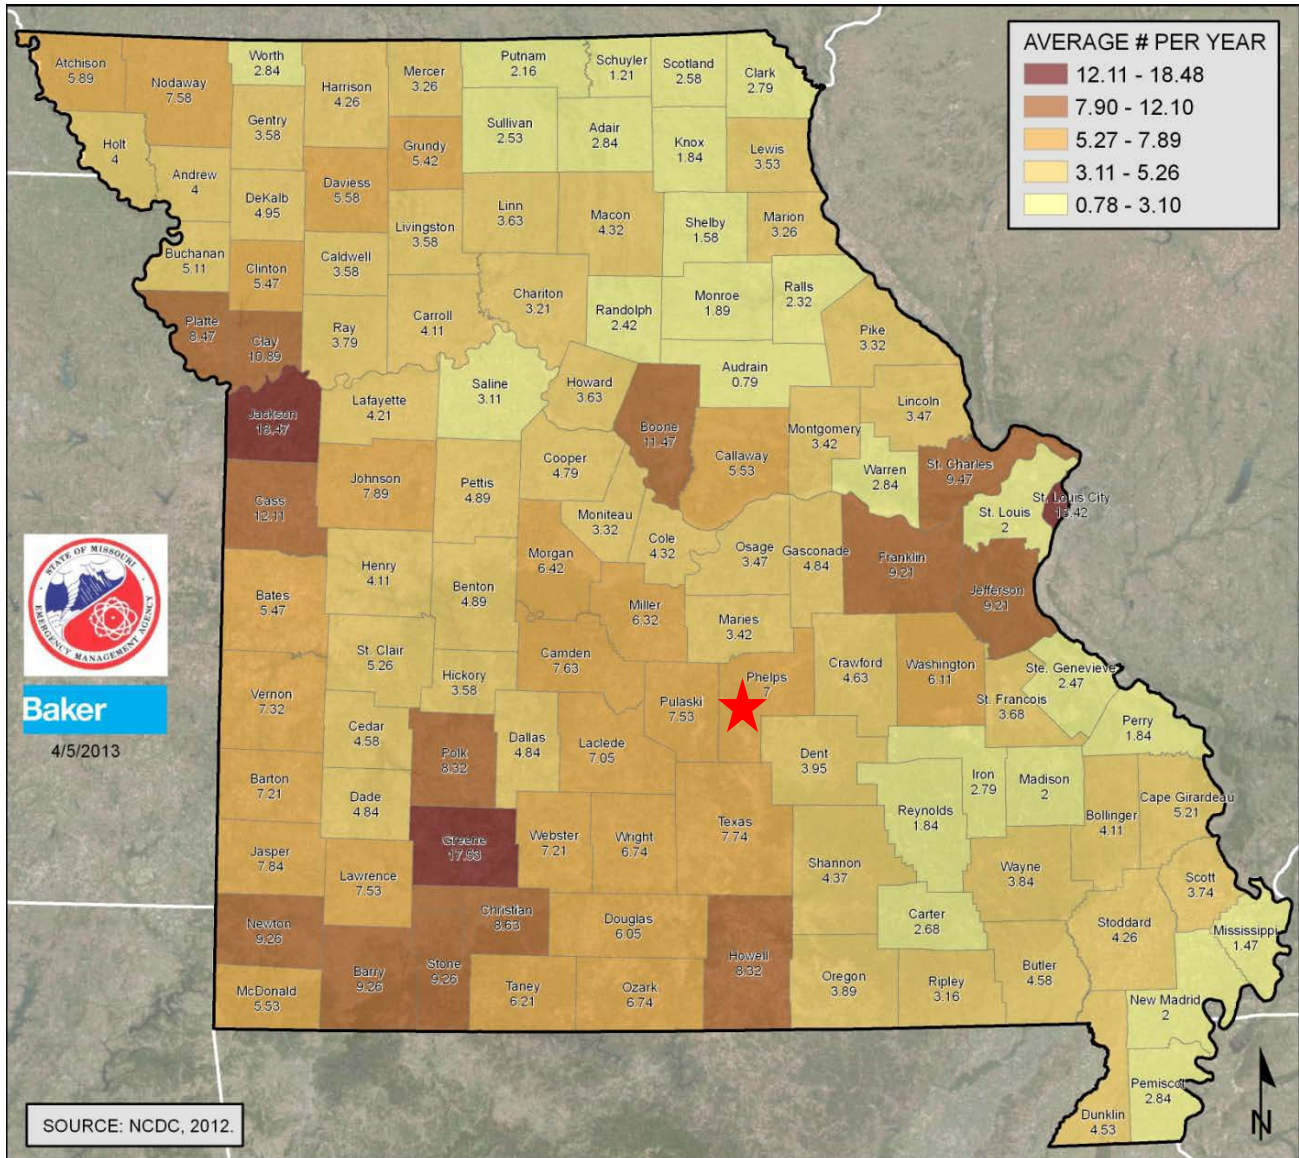 AVERAGE # PER YEAR
12.11 - 18.48
7.90 - 12.10
5.27 - 7.89
3.11 - 5.26
0.78 - 3.10
Atchison
5.89
Nodaway
7.58
Worth
2.84
Harrison
4.26
Mercer
3.26
Putnam
2.16
Schuyler
1.21
Scotland
2.58
Clark
2.79
Holt
4
Andrew
4
Gentry
3.58
DeKalb
4.95
Daviess
5.58
Grundy
5.42
Sullivan
2.53
Adair
2.84
Knox
1.84
Lewis
3.53
Buchanan
5.11
Clinton
5.47
Caldwell
3.58
Livingston
3.58
Linn
3.63
Macon
4.32
Shelby
1.58
Marion
3.26
Platte
8.47
Clay
10.89
Ray
3.79
Carroll
4.11
Chariton
3.21
Randolph
2.42
Monroe
1.89
Ralls
2.32
Pike
3.32
Jackson
18.47
Lafayette
4.21
Saline
3.11
Howard
3.63
Boone
11.47
Audrain
0.79
Callaway
5.53
Montgomery
3.42
Lincoln
3.47
Warren
2.84
St. Charles
9.47
St. Louis City
St. Louis
2
Cass
12.11
Johnson
7.89
Pettis
4.89
Cooper
4.79
Moniteau
3.32
Cole
4.32
Osage
3.47
Gasconade
4.84
Franklin
9.21
Jefferson
9.21
Bates
5.47
Henry
4.11
Benton
4.89
Morgan
6.42
Miller
6.32
Maries
3.42
St. Clair
5.26
Hickory
3.58
Camden
7.63
Pulaski
7.53
Phelps
7
Crawford
4.63
Washington
6.11
St. Francois
3.68
Ste. Genevieve
2.47
Perry
1.84
Vernon
7.32
Cedar
4.58
Polk
8.32
Dallas
4.84
Laclede
7.05
Dent
3.95
Iron
2.79
Madison
2
Bollinger
4.11
Cape Girardeau
5.21
Barton
7.21
Dade
4.84
Greene
17.53
Webster
7.21
Wright
6.74
Texas
7.74
Shannon
4.37
Reynolds
1.84
Wayne
3.84
Scott
3.74
Jasper
7.84
Lawrence
7.53
Christian
8.63
Douglas
6.05
Howell
8.32
Carter
2.68
Stoddard
4.26
Mississippi
1.47
Newton
9.26
Barry
9.26
Stone
9.26
Taney
6.21
Ozark
6.74
Oregon
3.89
Ripley
3.16
Butler
4.58
New Madrid
2
McDonald
5.53
Dunklin
4.53
Pemiscot
2.84
STATE OF MISSOURI
EMERGENCY MANAGEMENT AGENCY
Baker
4/5/2013
SOURCE: NCDC, 2012.
N